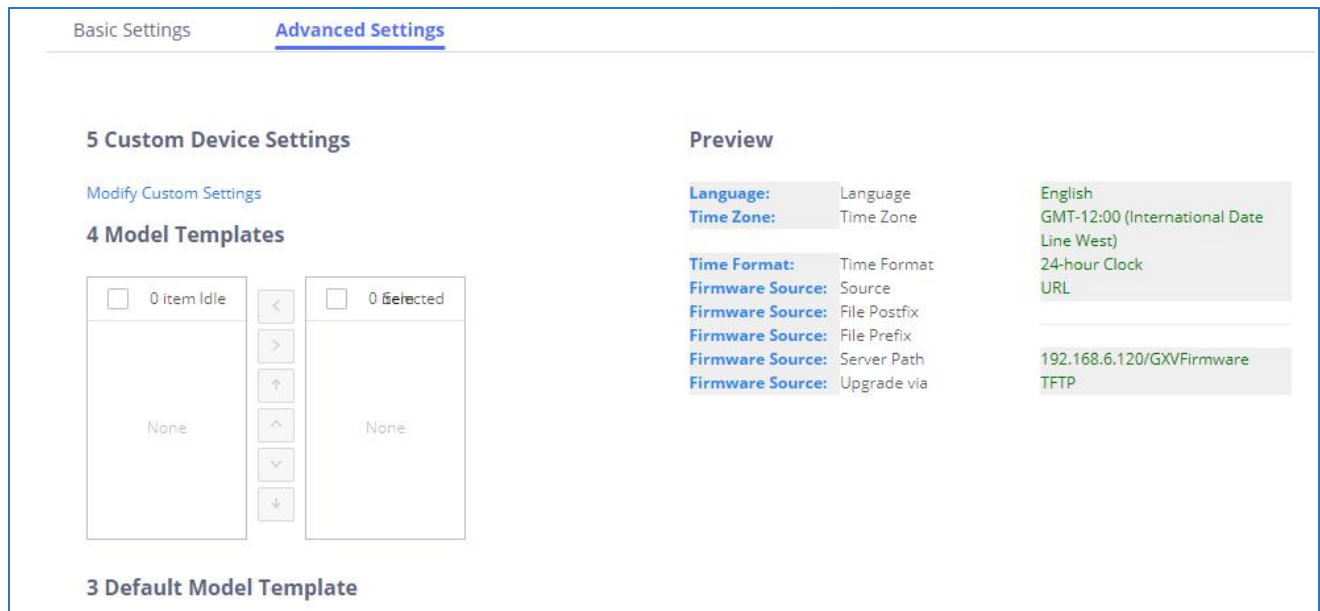 Basic Settings Advanced Settings
5 Custom Device Settings
Modify Custom Settings
4 Model Templates
0 item Idle
None
0 Selected
None
3 Default Model Template
Preview
Language: Language English
Time Zone: Time Zone GMT-12:00 (International Date
Line West)
Time Format: Time Format 24-hour Clock
Firmware Source: Source URL
Firmware Source: File Postfix
Firmware Source: File Prefix
Firmware Source: Server Path 192.168.6.120/GXVFirmware
Firmware Source: Upgrade via TFTP